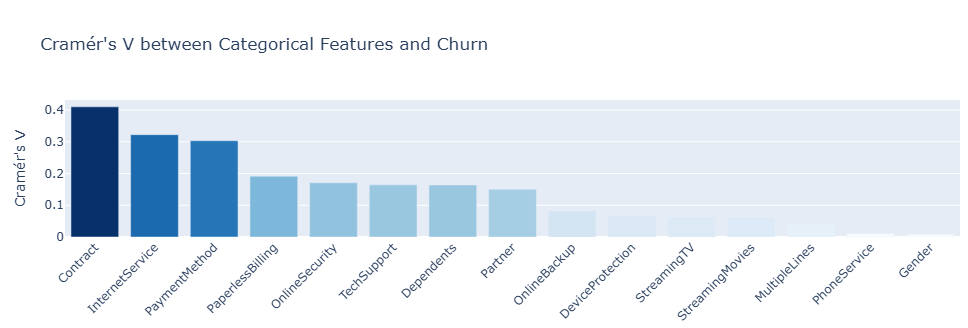 Cramér's V between Categorical Features and Churn
Cramér's V
0.4
0.3
0.2
0.1
0
Contract
InternetService
PaymentMethod
PaperlessBilling
OnlineSecurity
TechSupport
Dependents
Partner
OnlineBackup
DeviceProtection
StreamingTV
StreamingMovies
MultipleLines
PhoneService
Gender